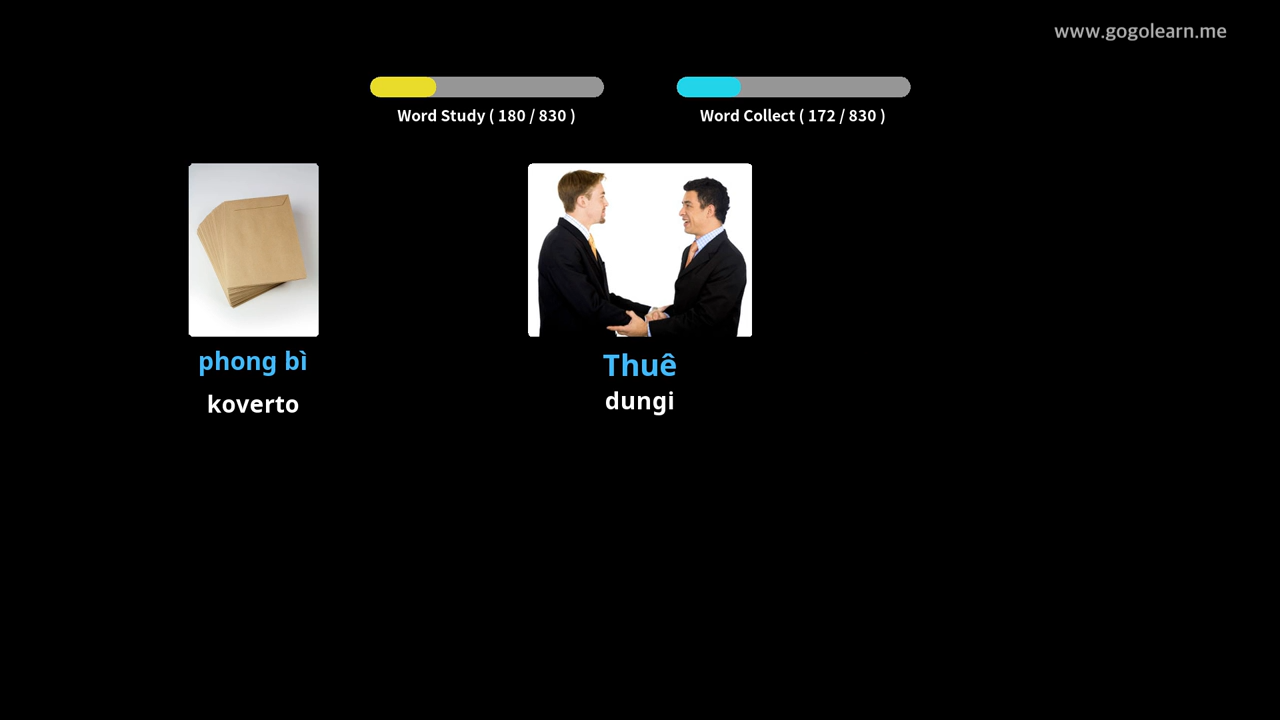 www.gogolearn.me
Word Study ( 180 / 830 )
Word Collect ( 172 / 830 )
phong bì
koverto
Thuê
dungi